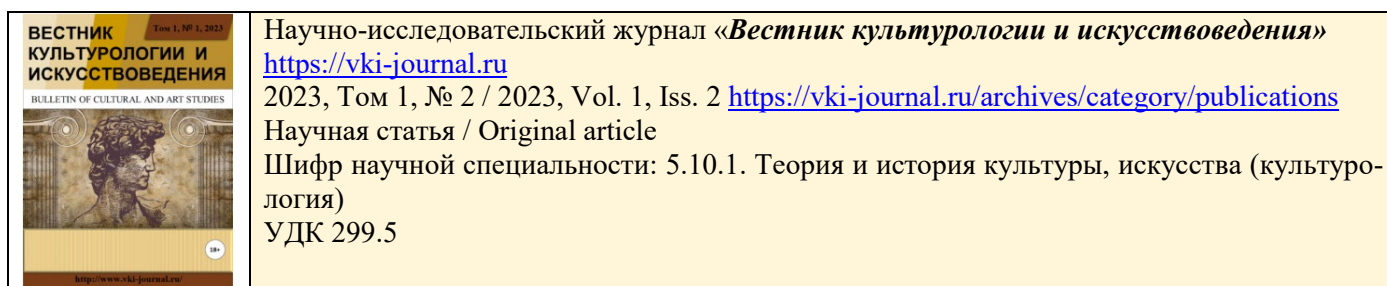 ВЕСТНИК
Том 1, № 1, 2023
КУЛЬТУРОЛОГИИ И
ИСКУССТВОВЕДЕНИЯ
BULLETIN OF CULTURAL AND ART STUDIES
18+
http://www.vki-journal.ru/
Научно-исследовательский журнал «Вестник культурологии и искусствоведения»
https://vki-journal.ru
2023, Том 1, № 2 / 2023, Vol. 1, Iss. 2 https://vki-journal.ru/archives/category/publications
Научная статья / Original article
Шифр научной специальности: 5.10.1. Теория и история культуры, искусства (культуро-
логия)
УДК 299.5